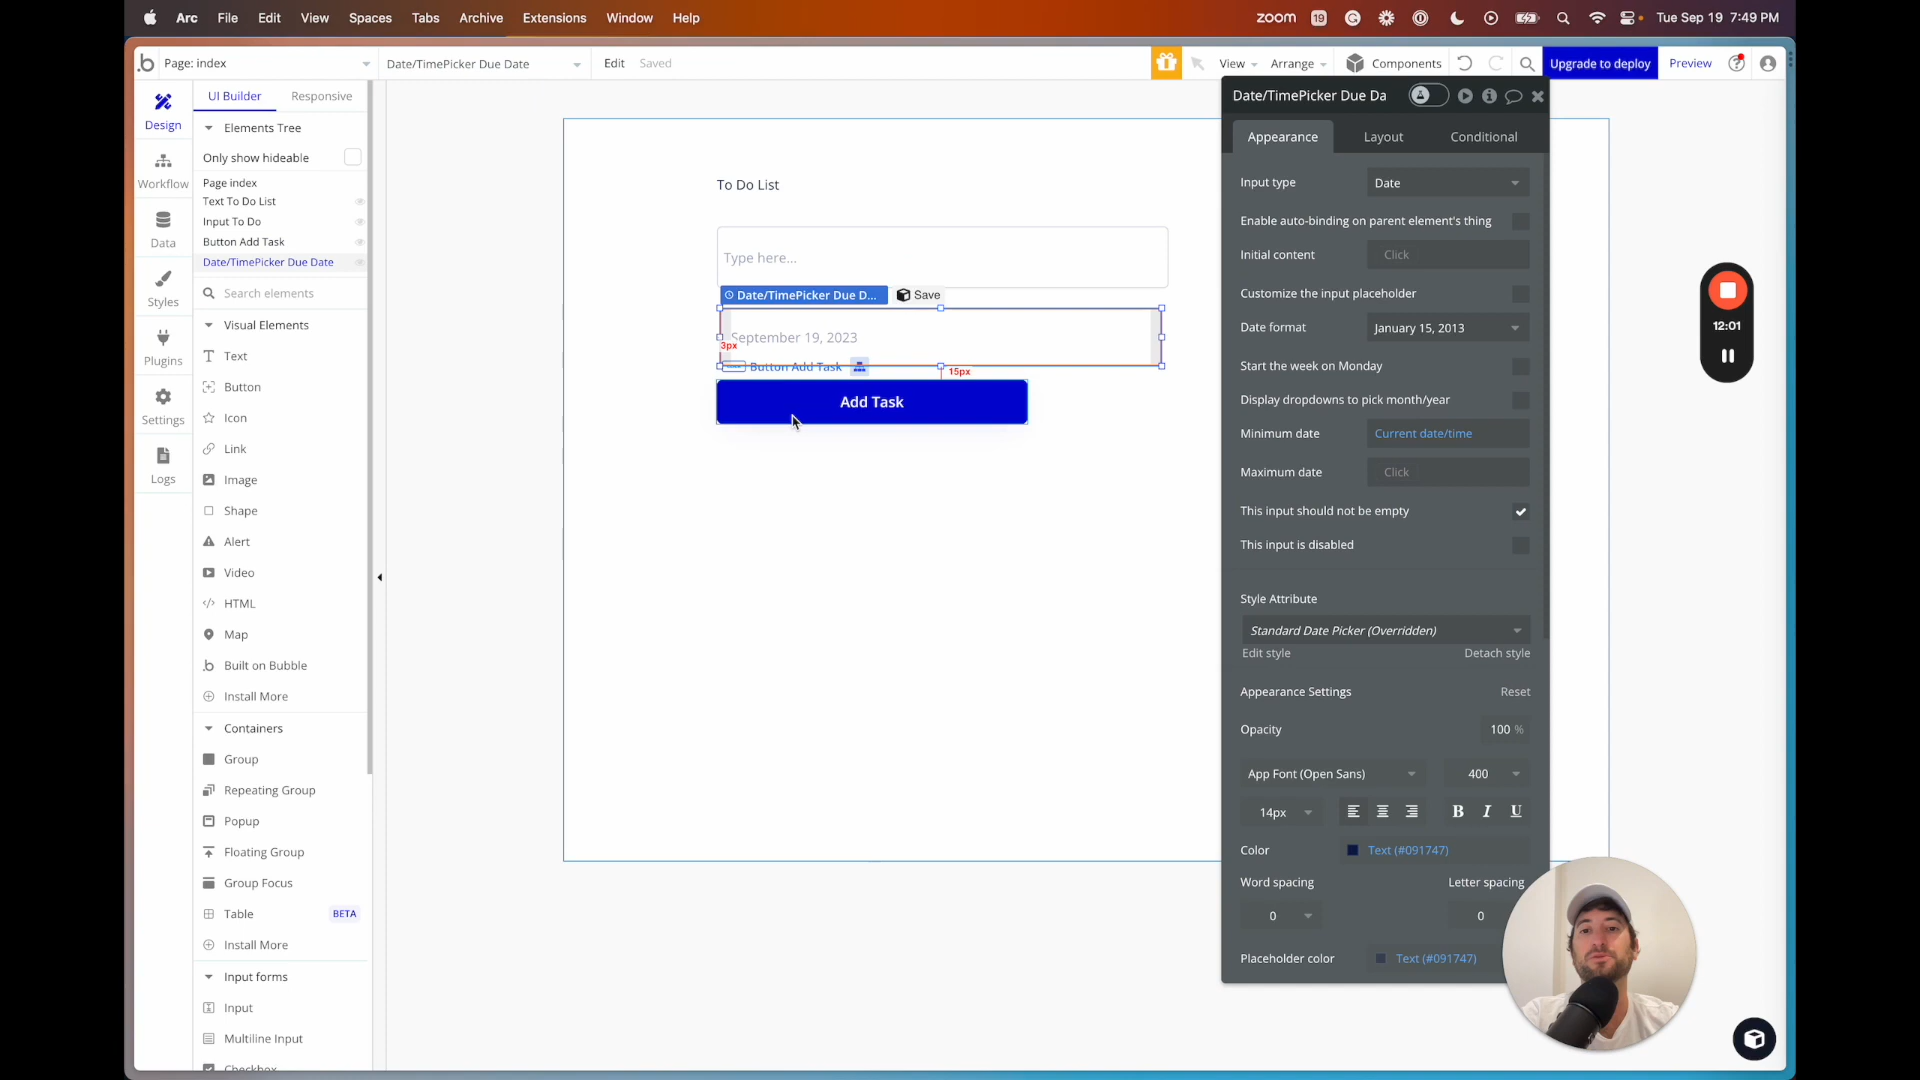 Arc File Edit View Spaces Tabs Archive Extensions Window Help zoom 19 Tue Sep 19 7:49 PM
Page: index Date/TimePicker Due Date Edit Saved View Arrange Components Upgrade to deploy Preview
UI Builder Responsive
Date/TimePicker Due Da
Design
Workflow
Data
Styles
Plugins
Settings
Logs
Elements Tree
Only show hideable
Page index
Text To Do List
Input To Do
Button Add Task
Date/TimePicker Due Date
Search elements
Visual Elements
Text
Button
Icon
Link
Image
Shape
Alert
Video
HTML
Map
Built on Bubble
Install More
Containers
Group
Repeating Group
Popup
Floating Group
Group Focus
Table BETA
Install More
Input forms
Input
Multiline Input
Checkbox
To Do List
Type here...
Date/TimePicker Due D... Save
September 19, 2023
3px
Button Add Task
15px
Add Task
Appearance Layout Conditional
Input type Date
Enable auto-binding on parent element's thing
Initial content Click
Customize the input placeholder
Date format January 15, 2013
Start the week on Monday
Display dropdowns to pick month/year
Minimum date Current date/time
Maximum date Click
This input should not be empty
This input is disabled
Style Attribute
Standard Date Picker (Overridden)
Edit style Detach style
Appearance Settings Reset
Opacity 100 %
App Font (Open Sans) 400
14px B I U
Color Text (#091747)
Word spacing Letter spacing
0 0
Placeholder color Text (#091747)
12:01